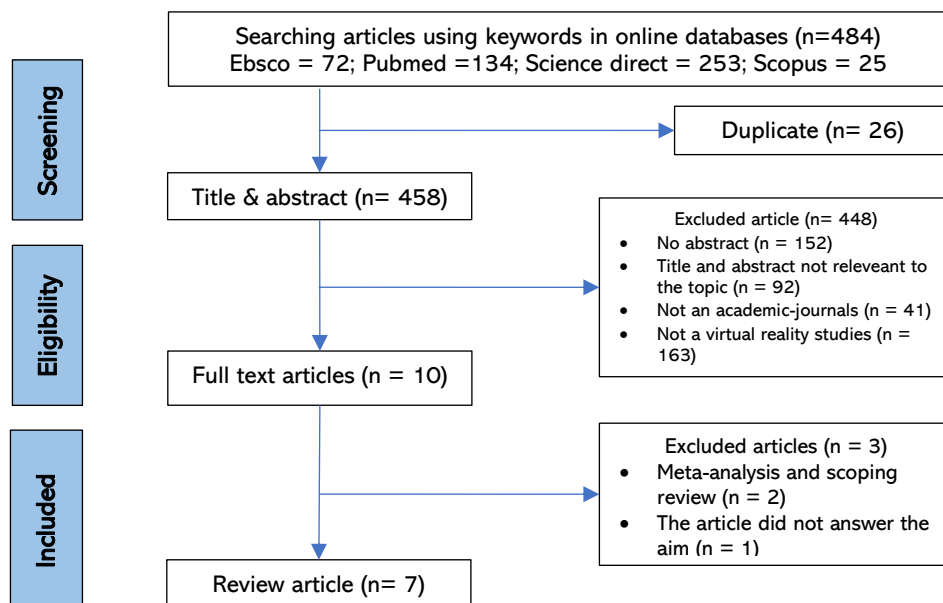 Searching articles using keywords in online databases (n=484)
Ebsco = 72; Pubmed =134; Science direct = 253; Scopus = 25
Screening
Duplicate (n= 26)
Title & abstract (n= 458)
Excluded article (n= 448)
• No abstract (n = 152)
• Title and abstract not releveant to
the topic (n = 92)
• Not an academic-journals (n = 41)
• Not a virtual reality studies (n =
163)
Eligibility
Full text articles (n = 10)
Excluded articles (n = 3)
• Meta-analysis and scoping
review (n = 2)
• The article did not answer the
aim (n = 1)
Included
Review article (n= 7)